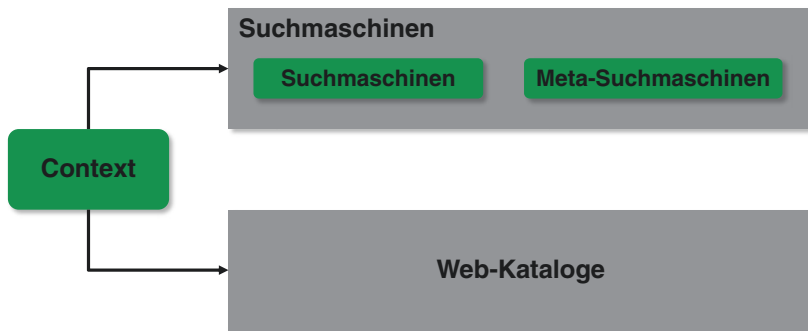 Suchmaschinen
Suchmaschinen
Meta-Suchmaschinen
Context
Web-Kataloge